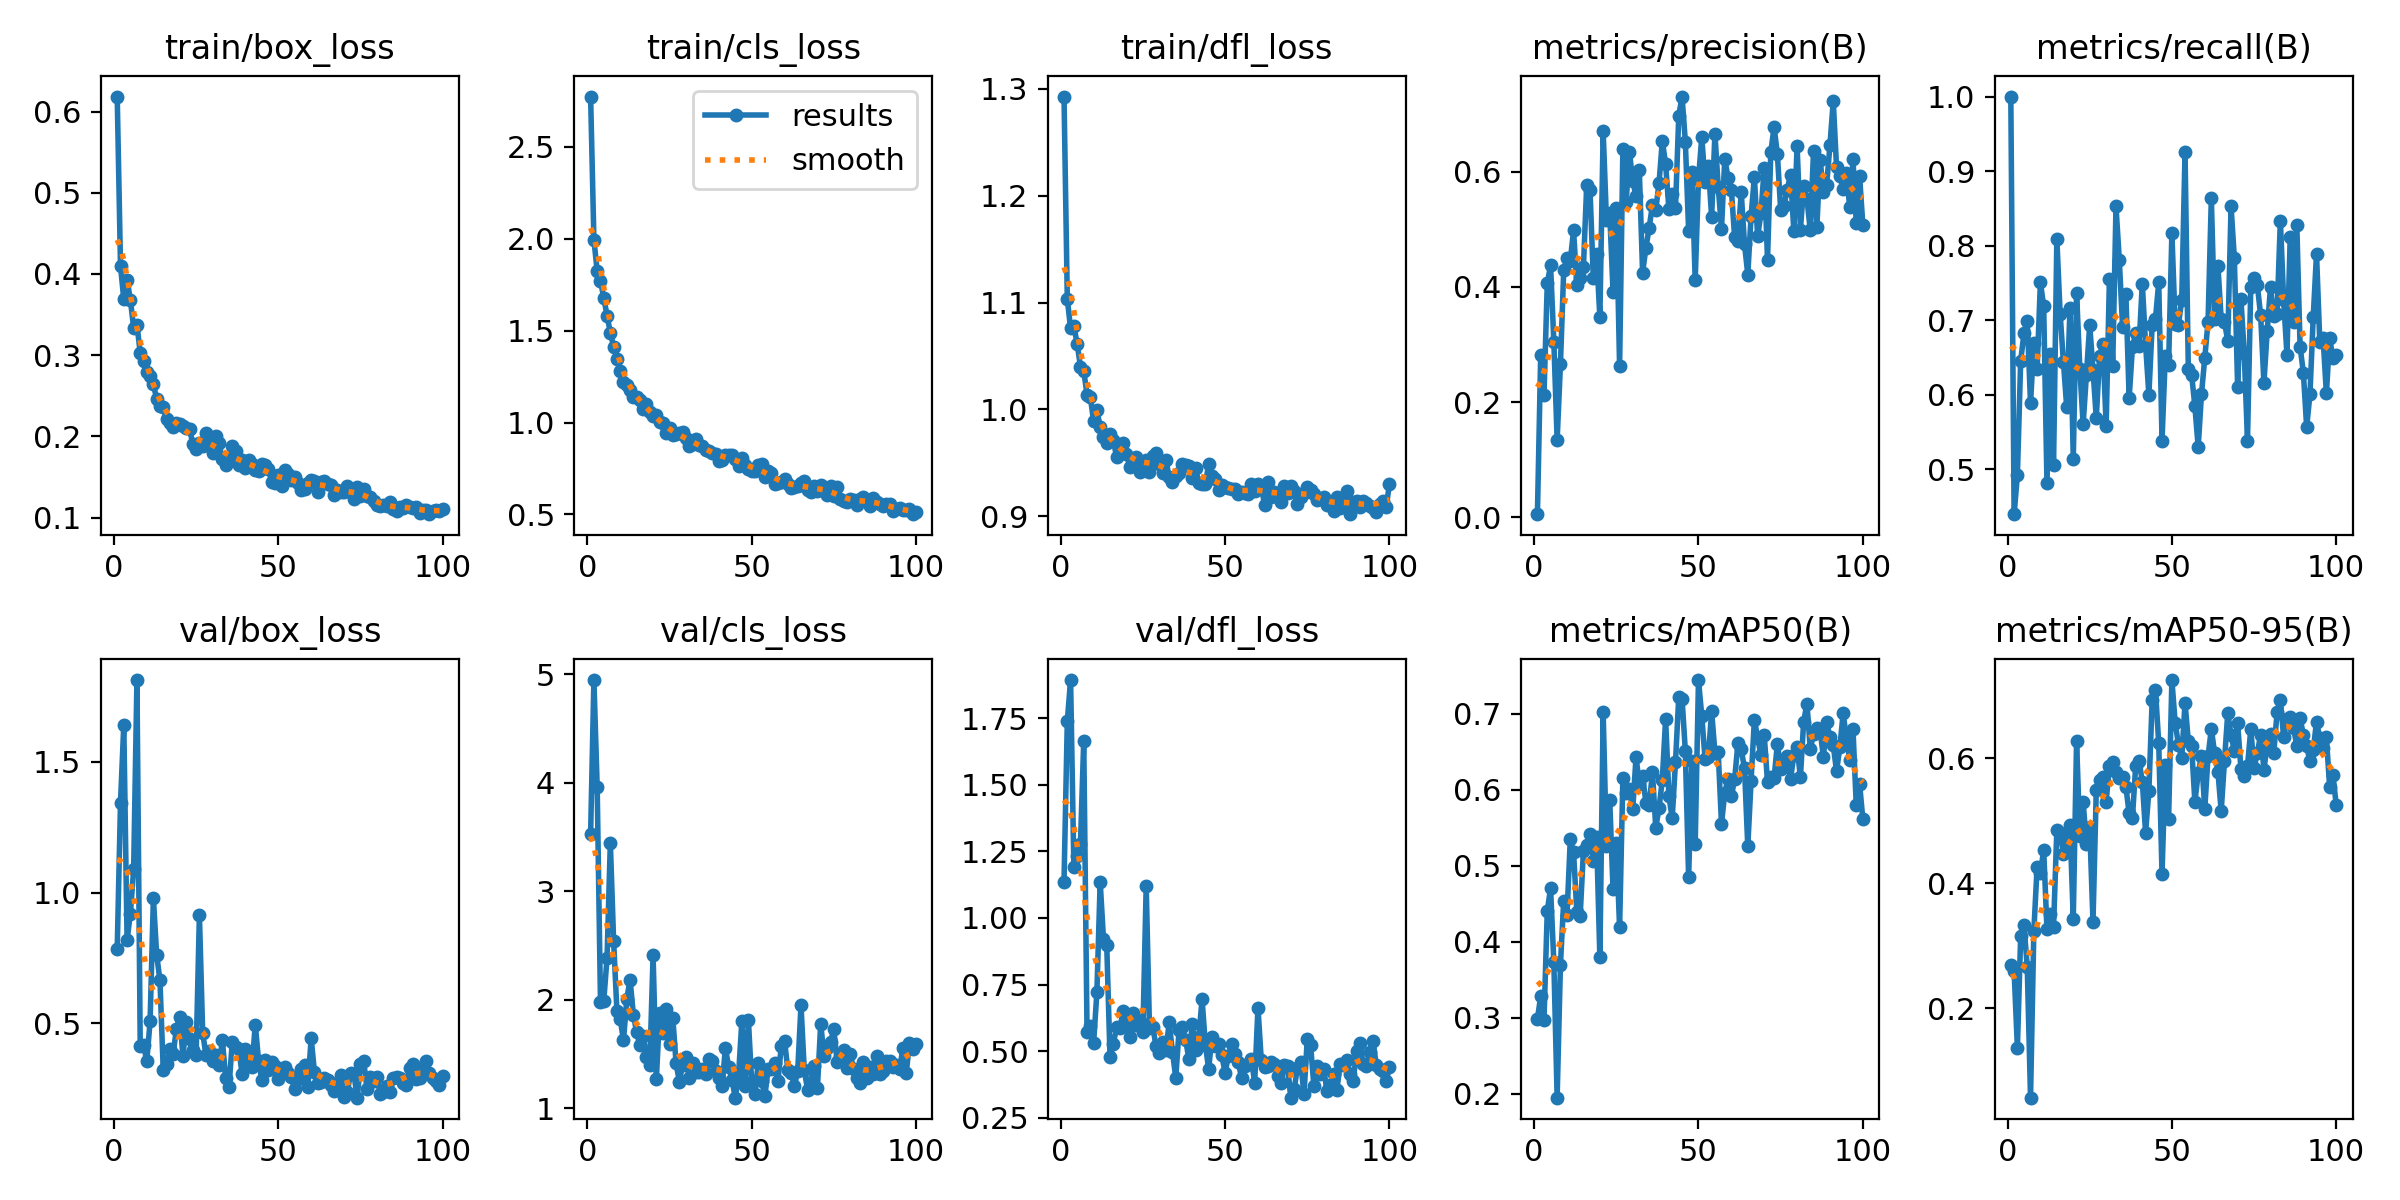 train/box_loss
0.6
0.5
0.4
0.3
0.2
0.1
0 50 100
train/cls_loss
results
smooth
2.5
2.0
1.5
1.0
0.5
0 50 100
train/dfl_loss
1.3
1.2
1.1
1.0
0.9
0 50 100
metrics/precision(B)
0.6
0.4
0.2
0.0
0 50 100
metrics/recall(B)
1.0
0.9
0.8
0.7
0.6
0.5
0 50 100
val/box_loss
1.5
1.0
0.5
0 50 100
val/cls_loss
5
4
3
2
1
0 50 100
val/dfl_loss
1.75
1.50
1.25
1.00
0.75
0.50
0.25
0 50 100
metrics/mAP50(B)
0.7
0.6
0.5
0.4
0.3
0.2
0 50 100
metrics/mAP50-95(B)
0.6
0.4
0.2
0 50 100